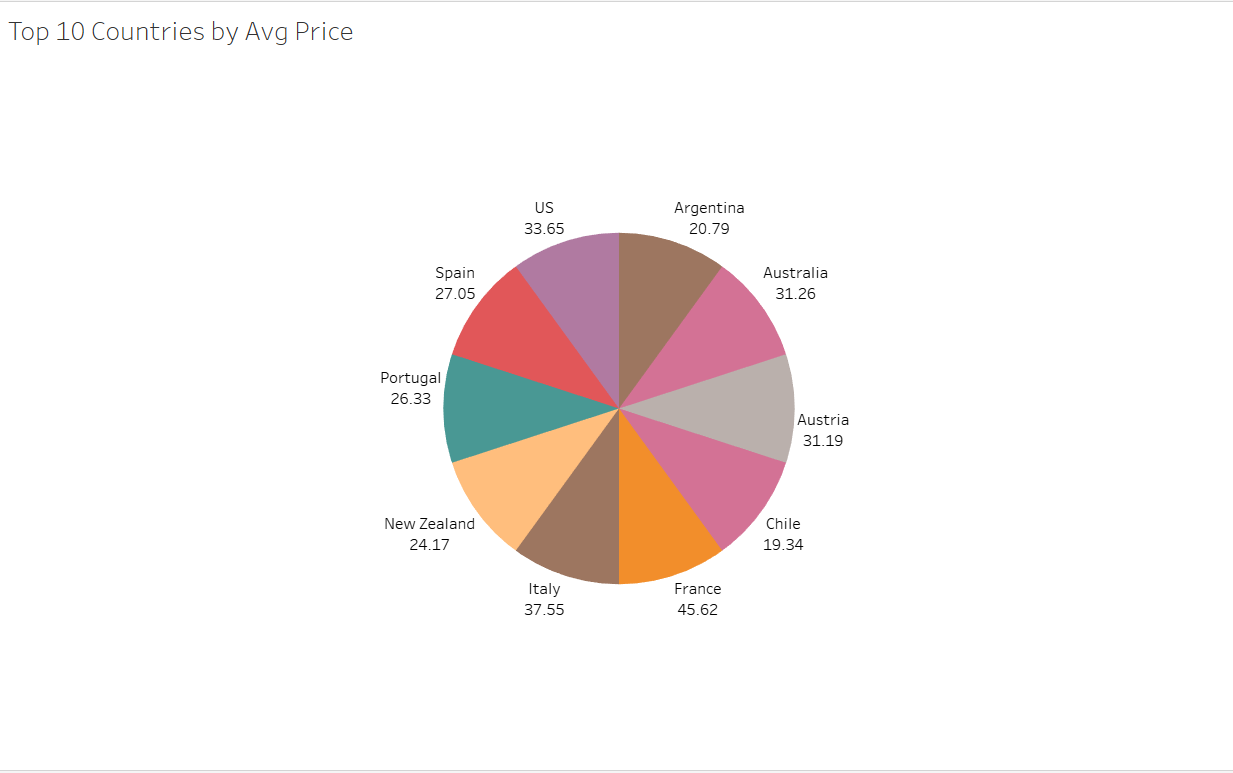 Top 10 Countries by Avg Price
US
33.65
Argentina
20.79
Spain
27.05
Australia
31.26
Portugal
26.33
Austria
31.19
New Zealand
24.17
Chile
19.34
Italy
37.55
France
45.62